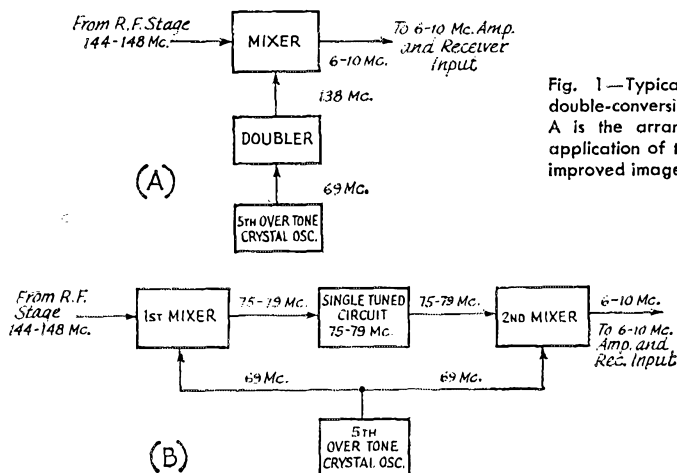 From R.F. Stage
144-148 Mc.
MIXER
6-10 Mc.
To 6-10 Mc. Amp.
and Receiver
Input
138 Mc.
DOUBLER
69 Mc.
5TH OVERTONE
CRYSTAL OSC.
(A)
Fig. 1—Typica
double-conversi
A is the arran
application of t
improved image
From R.F.
Stage
144-148 Mc.
1ST MIXER
75-79 Mc.
SINGLE TUNED
CIRCUIT
75-79 Mc.
75-79 Mc.
2ND MIXER
6-10 Mc.
To 6-10 Mc.
Amp. and
Rec. Input
69 Mc.
69 Mc.
5TH
OVER TONE
CRYSTAL OSC.
(B)